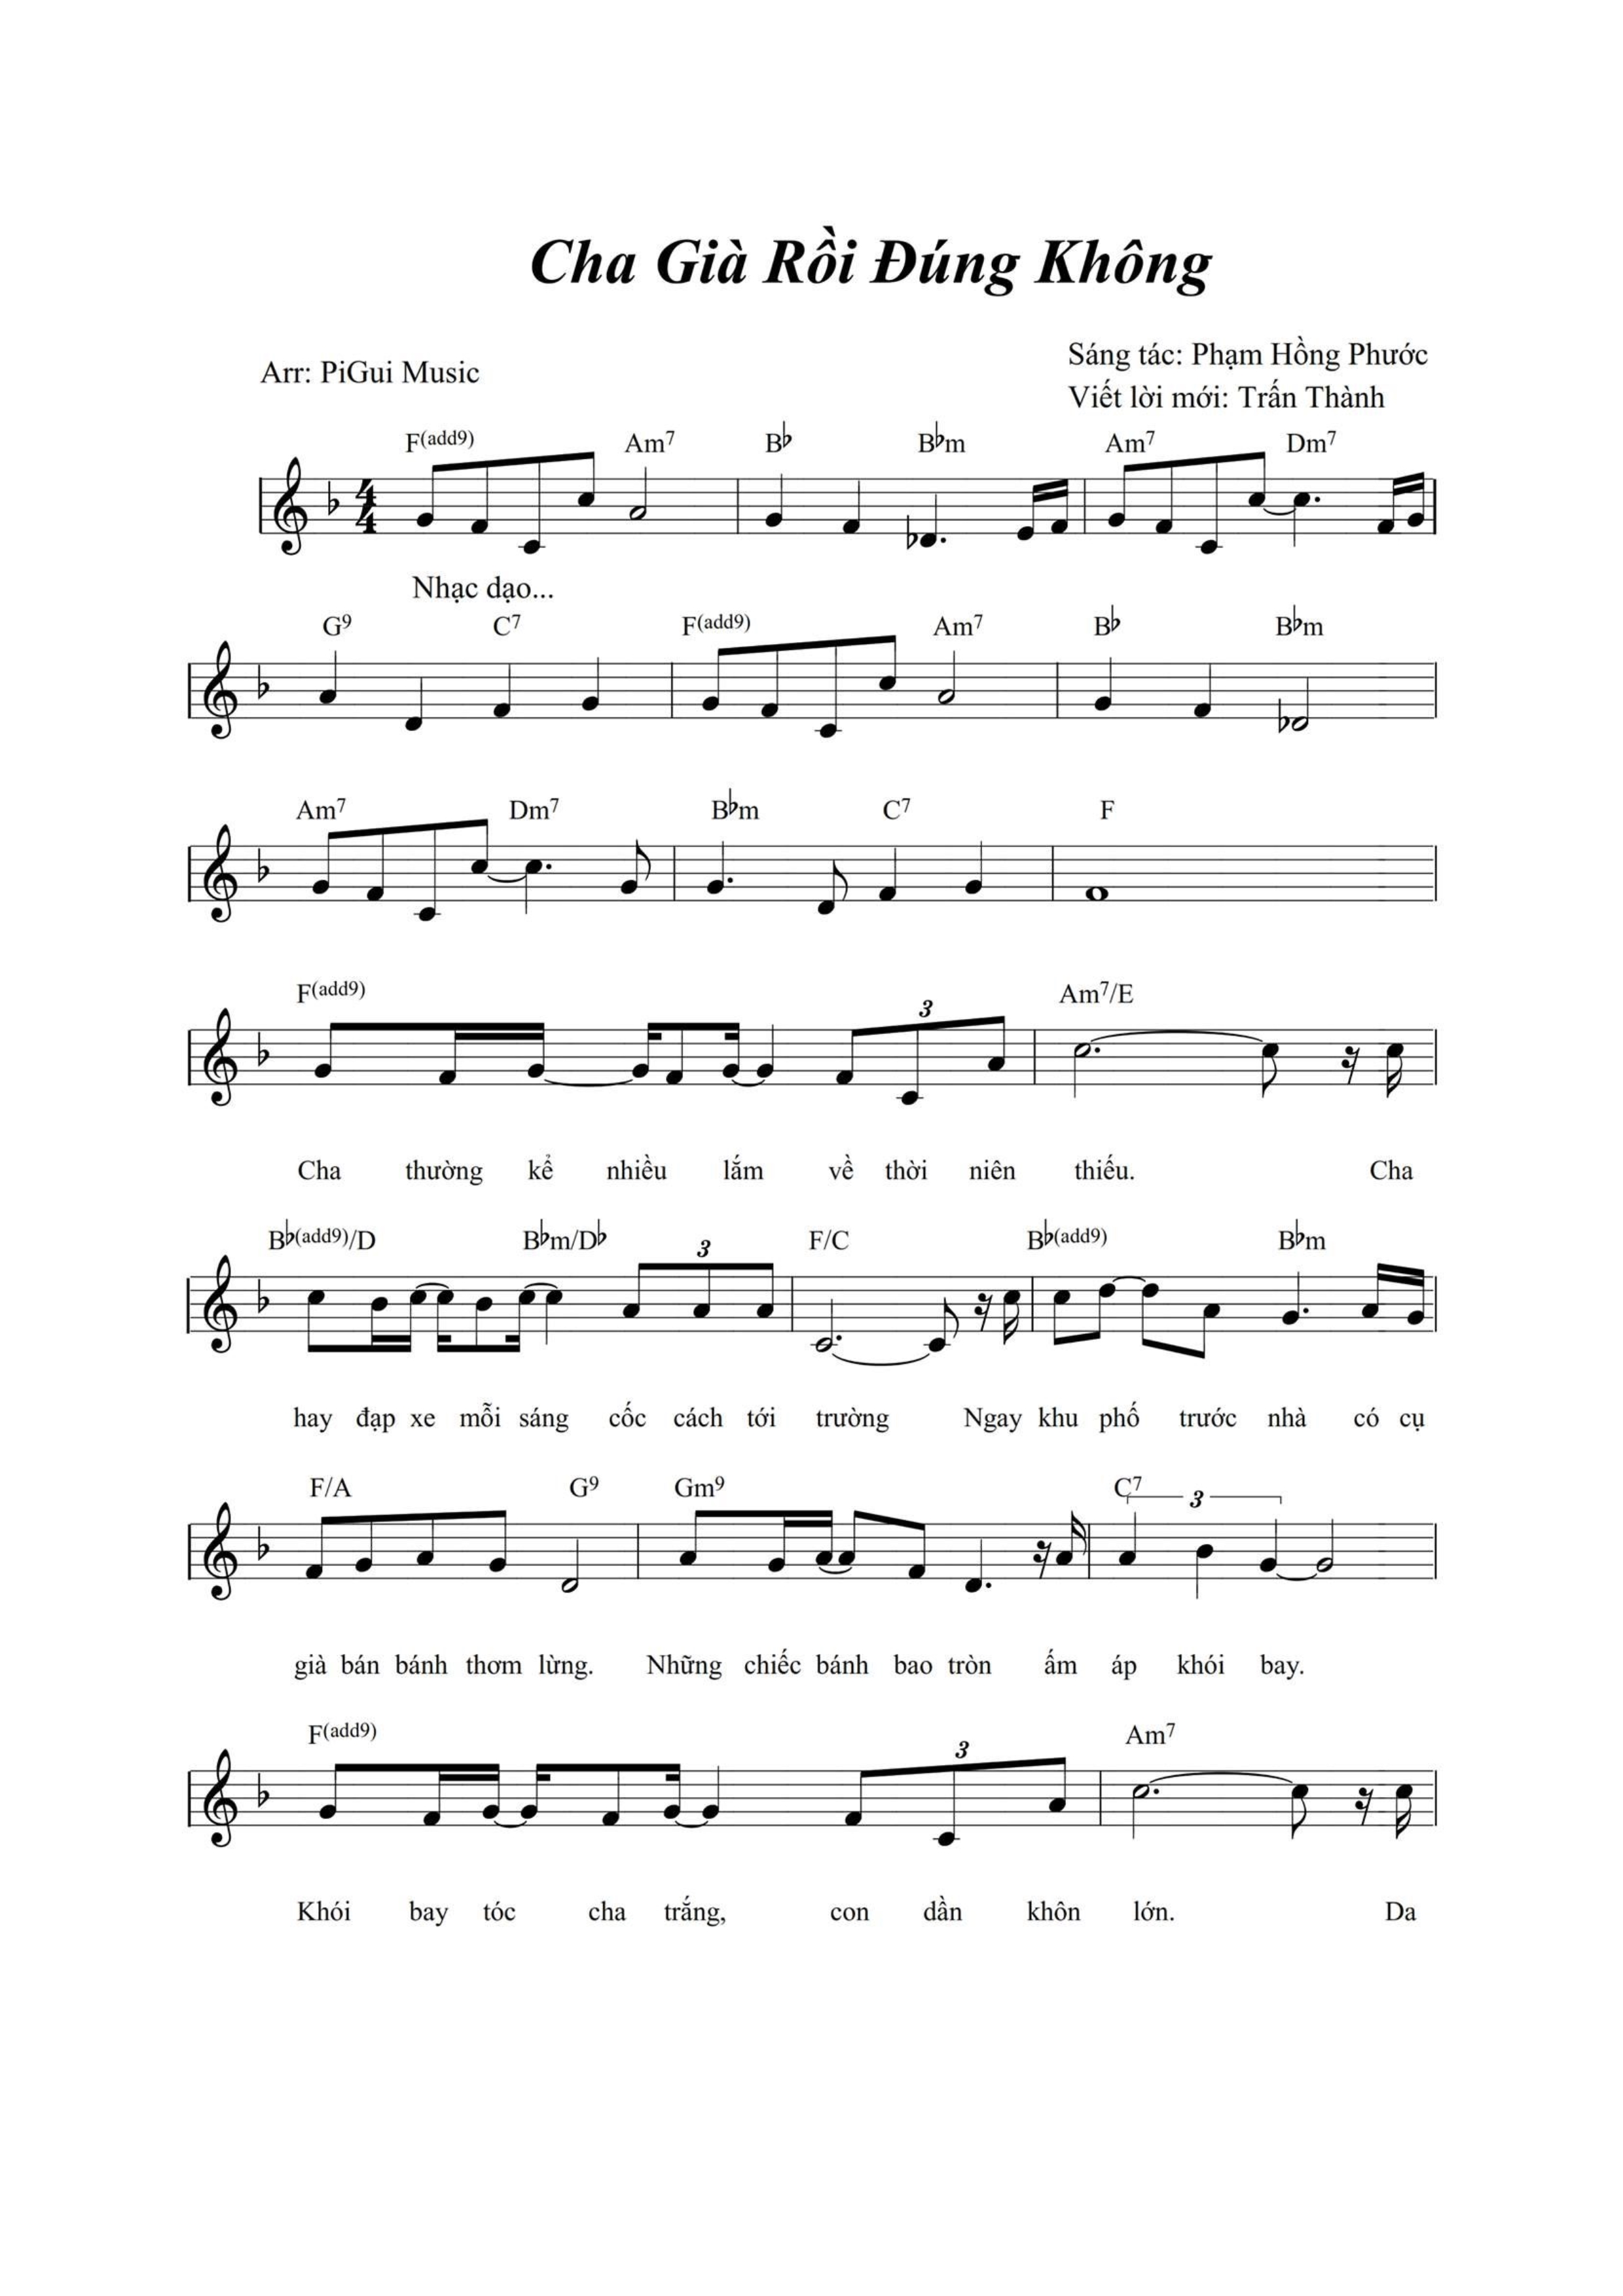 Cha Già Rồi Đúng Không
Sáng tác: Phạm Hồng Phước
Arr: PiGui Music
Viết lời mới: Trấn Thành
F(add9) Am7 B♭ B♭m Am7 Dm7
4
4
Nhạc dạo...
G9 C7 F(add9) Am7 B♭ B♭m
Am7 Dm7 B♭m C7 F
F(add9) 3 Am7/E
Cha thường kể nhiều lắm về thời niên thiếu. Cha
B♭(add9)/D B♭m/D♭ 3 F/C B♭(add9) B♭m
hay đạp xe mỗi sáng cốc cách tới trường Ngay khu phố trước nhà có cụ
F/A G9 Gm9 C7 3
già bán bánh thơm lừng. Những chiếc bánh bao tròn ấm áp khói bay.
F(add9) 3 Am7
Khói bay tóc cha trắng, con dần khôn lớn. Da